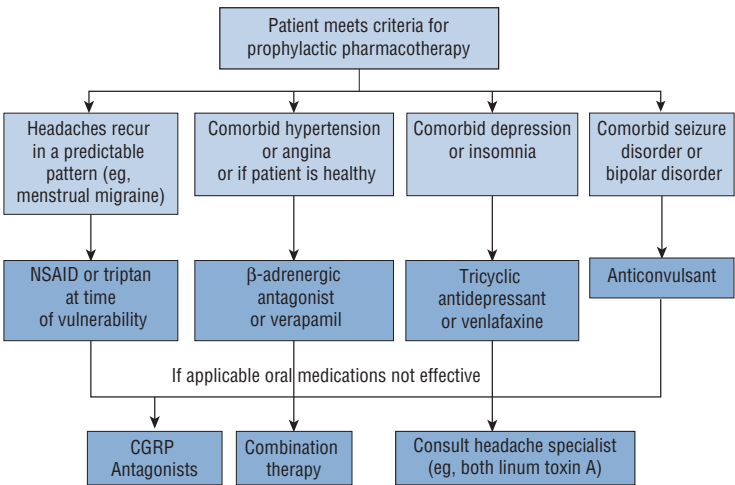 Patient meets criteria for
prophylactic pharmacotherapy
Headaches recur
in a predictable
pattern (eg,
menstrual migraine)
Comorbid hypertension
or angina
or if patient is healthy
Comorbid depression
or insomnia
Comorbid seizure
disorder or
bipolar disorder
NSAID or triptan
at time
of vulnerability
β-adrenergic
antagonist
or verapamil
Tricyclic
antidepressant
or venlafaxine
Anticonvulsant
If applicable oral medications not effective
CGRP
Antagonists
Combination
therapy
Consult headache specialist
(eg, both linum toxin A)